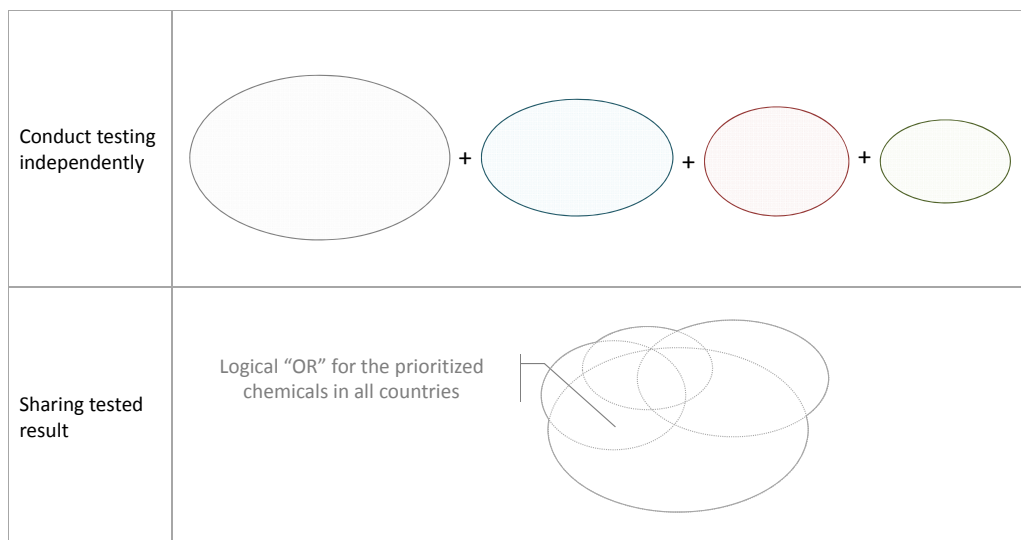 Conduct testing
independently
+
+
+
Logical “OR” for the prioritized
chemicals in all countries
Sharing tested
result